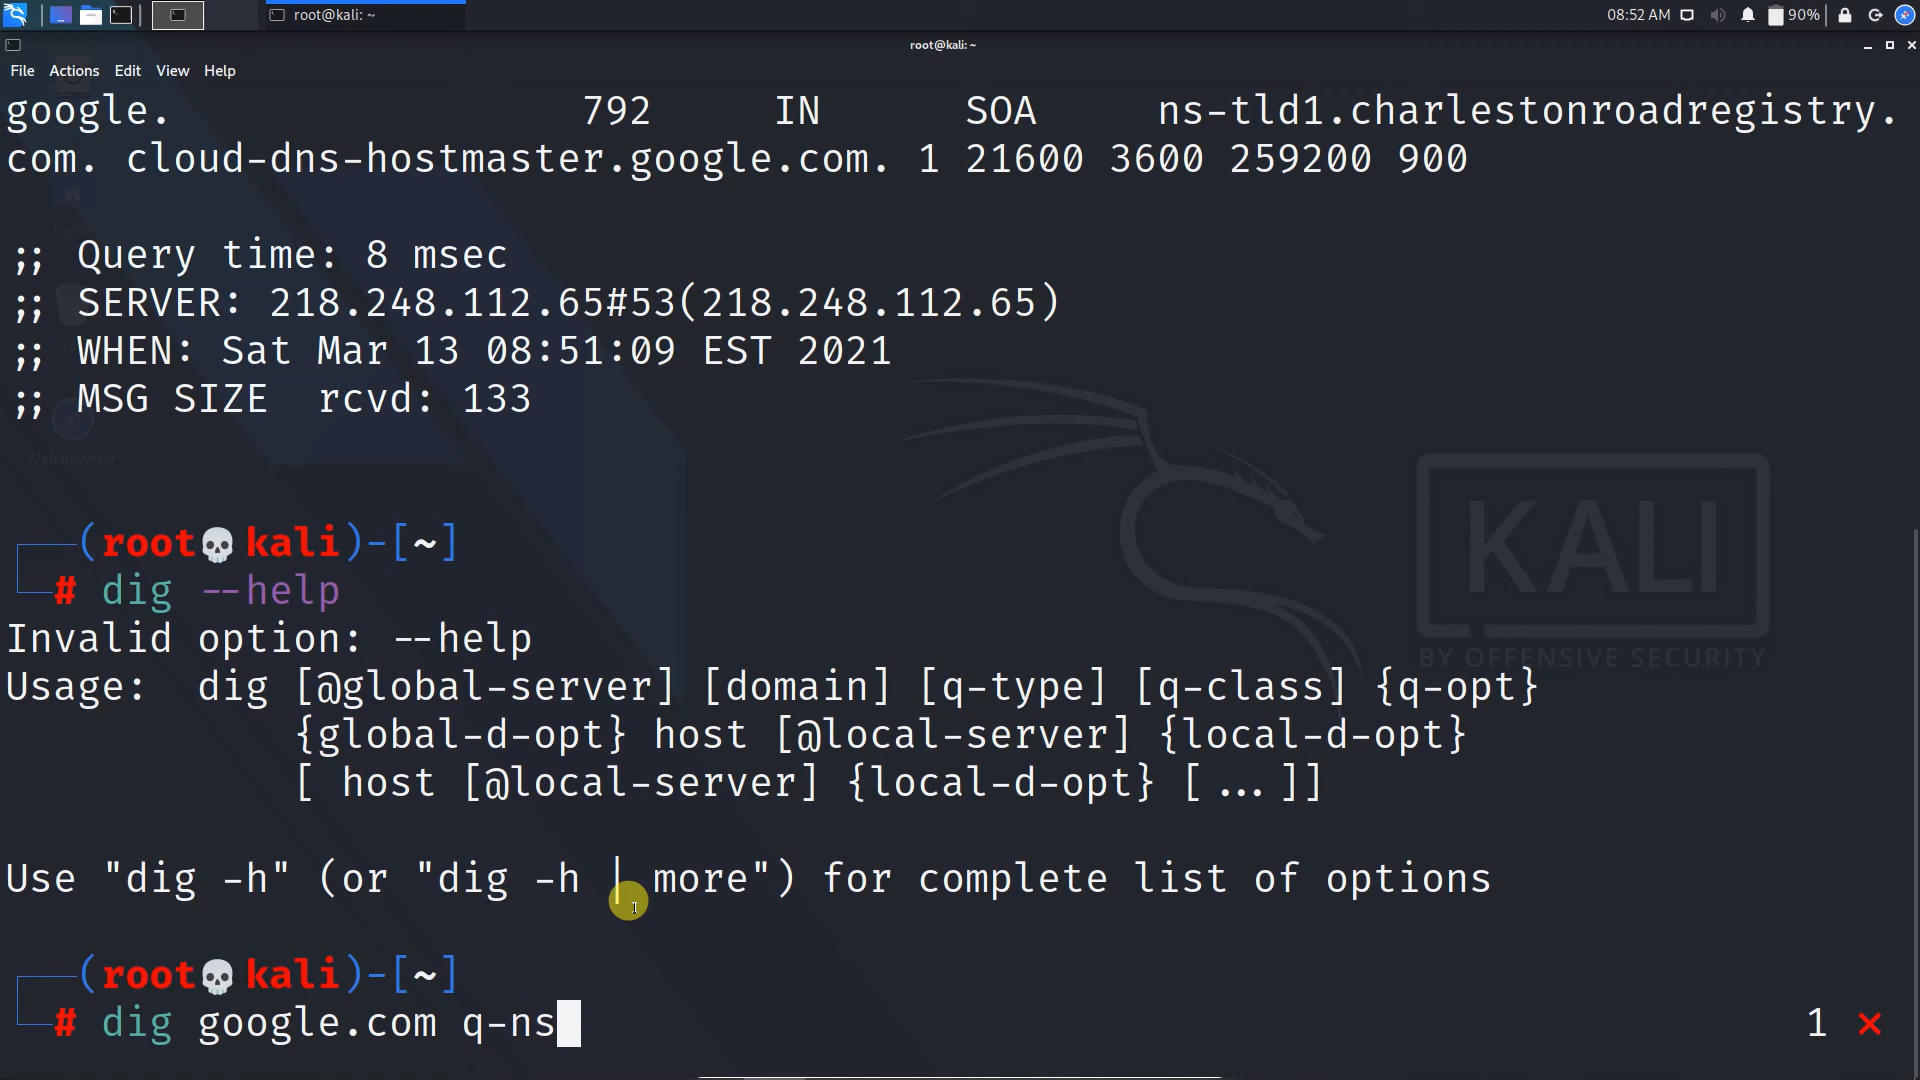 root@kali: ~
08:52 AM
90%
root@kali: ~
File Actions Edit View Help
google. 792 IN SOA ns-tld1.charlestonroadregistry.
com. cloud-dns-hostmaster.google.com. 1 21600 3600 259200 900
;; Query time: 8 msec
;; SERVER: 218.248.112.65#53(218.248.112.65)
;; WHEN: Sat Mar 13 08:51:09 EST 2021
;; MSG SIZE rcvd: 133
Home
Web Browser
KALI
BY OFFENSIVE SECURITY
(root💀kali)-[~]
# dig --help
Invalid option: --help
Usage: dig [@global-server] [domain] [q-type] [q-class] {q-opt}
{global-d-opt} host [@local-server] {local-d-opt}
[ host [@local-server] {local-d-opt} [...]]
Use "dig -h" (or "dig -h | more") for complete list of options
(root💀kali)-[~]
# dig google.com q-ns
1 ⨯